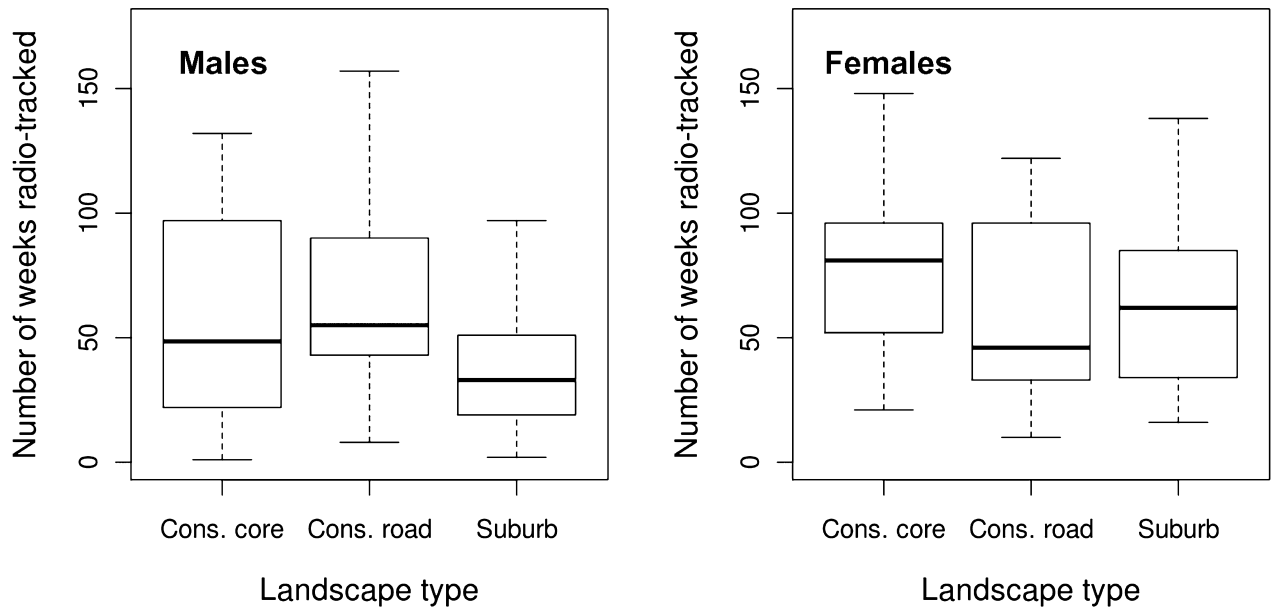 Males
Number of weeks radio-tracked
150
100
50
0
Cons. core Cons. road Suburb
Landscape type
Females
Number of weeks radio-tracked
150
100
50
0
Cons. core Cons. road Suburb
Landscape type